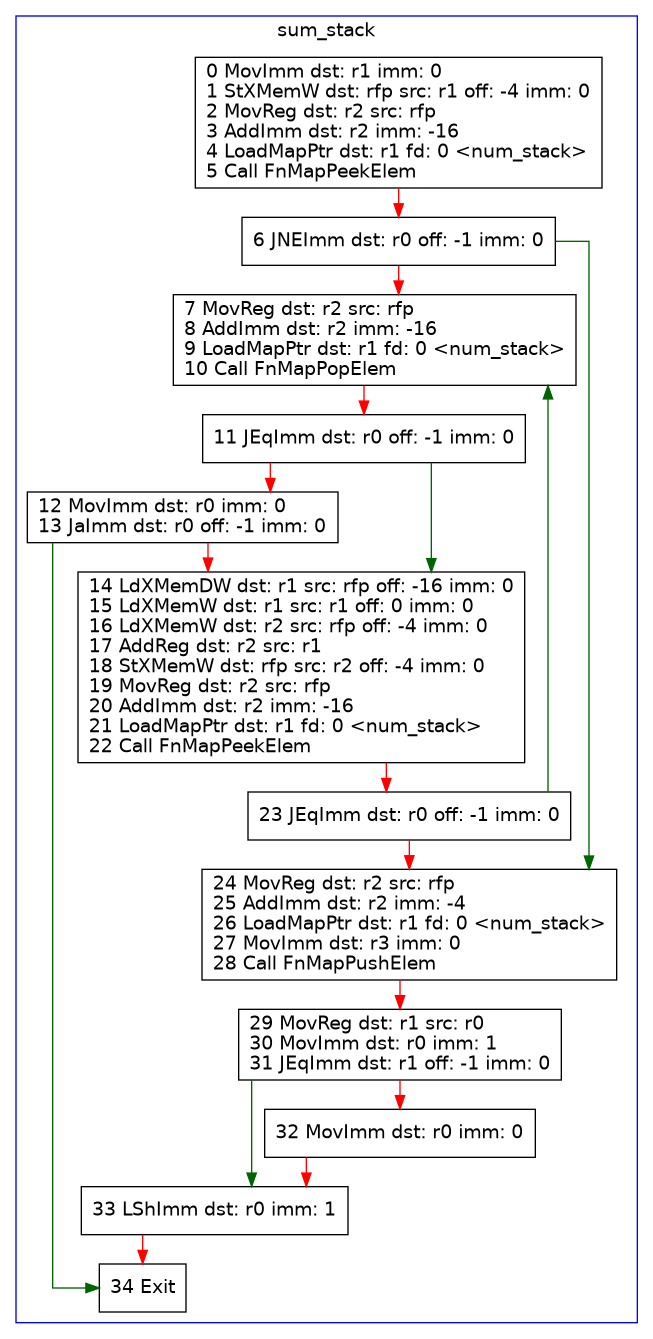 sum_stack
0 MovImm dst: r1 imm: 0
1 StXMemW dst: rfp src: r1 off: -4 imm: 0
2 MovReg dst: r2 src: rfp
3 AddImm dst: r2 imm: -16
4 LoadMapPtr dst: r1 fd: 0 <num_stack>
5 Call FnMapPeekElem
6 JNEImm dst: r0 off: -1 imm: 0
7 MovReg dst: r2 src: rfp
8 AddImm dst: r2 imm: -16
9 LoadMapPtr dst: r1 fd: 0 <num_stack>
10 Call FnMapPopElem
11 JEqImm dst: r0 off: -1 imm: 0
12 MovImm dst: r0 imm: 0
13 JaImm dst: r0 off: -1 imm: 0
14 LdXMemDW dst: r1 src: rfp off: -16 imm: 0
15 LdXMemW dst: r1 src: r1 off: 0 imm: 0
16 LdXMemW dst: r2 src: rfp off: -4 imm: 0
17 AddReg dst: r2 src: r1
18 StXMemW dst: rfp src: r2 off: -4 imm: 0
19 MovReg dst: r2 src: rfp
20 AddImm dst: r2 imm: -16
21 LoadMapPtr dst: r1 fd: 0 <num_stack>
22 Call FnMapPeekElem
23 JEqImm dst: r0 off: -1 imm: 0
24 MovReg dst: r2 src: rfp
25 AddImm dst: r2 imm: -4
26 LoadMapPtr dst: r1 fd: 0 <num_stack>
27 MovImm dst: r3 imm: 0
28 Call FnMapPushElem
29 MovReg dst: r1 src: r0
30 MovImm dst: r0 imm: 1
31 JEqImm dst: r1 off: -1 imm: 0
32 MovImm dst: r0 imm: 0
33 LShImm dst: r0 imm: 1
34 Exit